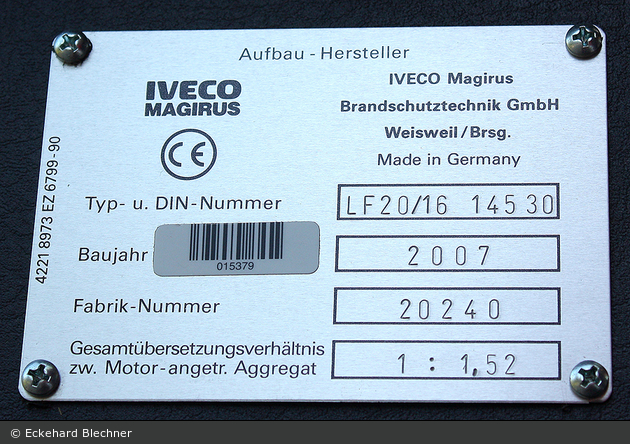 Aufbau - Hersteller
IVECO
MAGIRUS
IVECO Magirus
Brandschutztechnik GmbH
Weisweil/Brsg.
Made in Germany
CE
4221 8973 EZ 6799-90
Typ- u. DIN-Nummer LF20/16 14530
Baujahr 2007
015379
Fabrik-Nummer 20240
Gesamtübersetzungsverhältnis
zw. Motor-angetr. Aggregat 1 : 1,52
© Eckehard Blechner